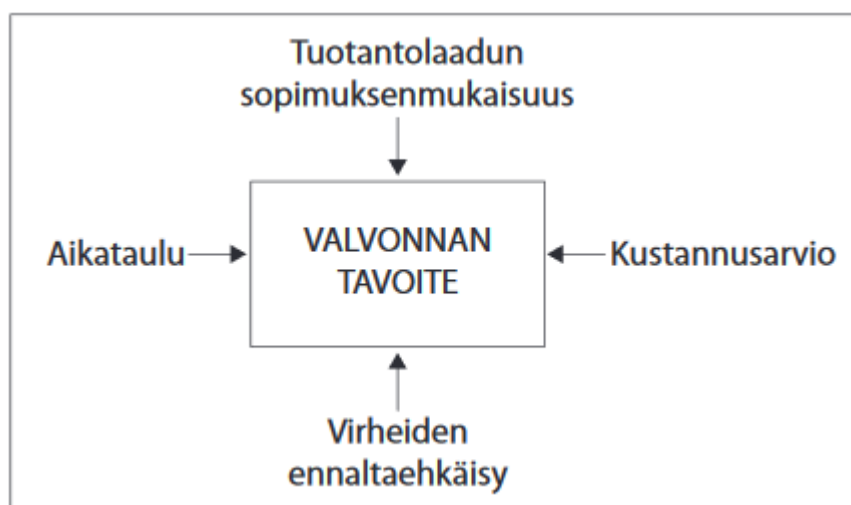 Tuotantolaadun
sopimuksenmukaisuus
Aikataulu
VALVONNAN
TAVOITE
Kustannusarvio
Virheiden
ennaltaehkäisy